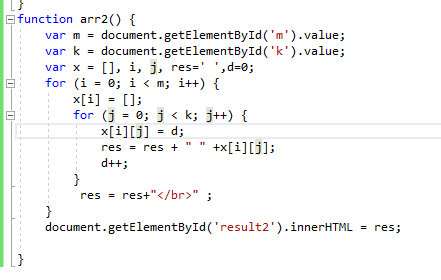 }
function arr2() {
var m = document.getElementById('m').value;
var k = document.getElementById('k').value;
var x = [], i, j, res=' ',d=0;
for (i = 0; i < m; i++) {
x[i] = [];
for (j = 0; j < k; j++) {
x[i][j] = d;
res = res + " " +x[i][j];
d++;
}
res = res+"</br>" ;
}
document.getElementById('result2').innerHTML = res;
}